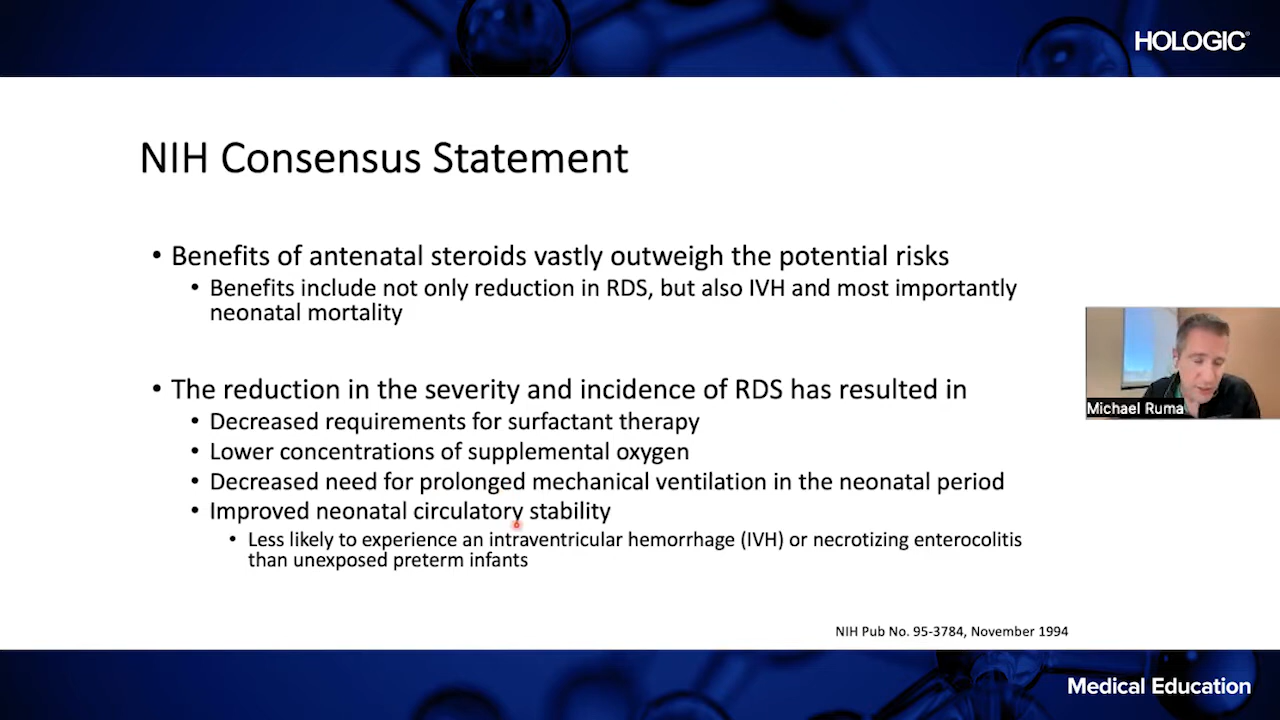 HOLOGIC®
NIH Consensus Statement
• Benefits of antenatal steroids vastly outweigh the potential risks
• Benefits include not only reduction in RDS, but also IVH and most importantly
neonatal mortality
• The reduction in the severity and incidence of RDS has resulted in
• Decreased requirements for surfactant therapy
• Lower concentrations of supplemental oxygen
• Decreased need for prolonged mechanical ventilation in the neonatal period
• Improved neonatal circulatory stability
• Less likely to experience an intraventricular hemorrhage (IVH) or necrotizing enterocolitis
than unexposed preterm infants
Michael Ruma
NIH Pub No. 95-3784, November 1994
Medical Education